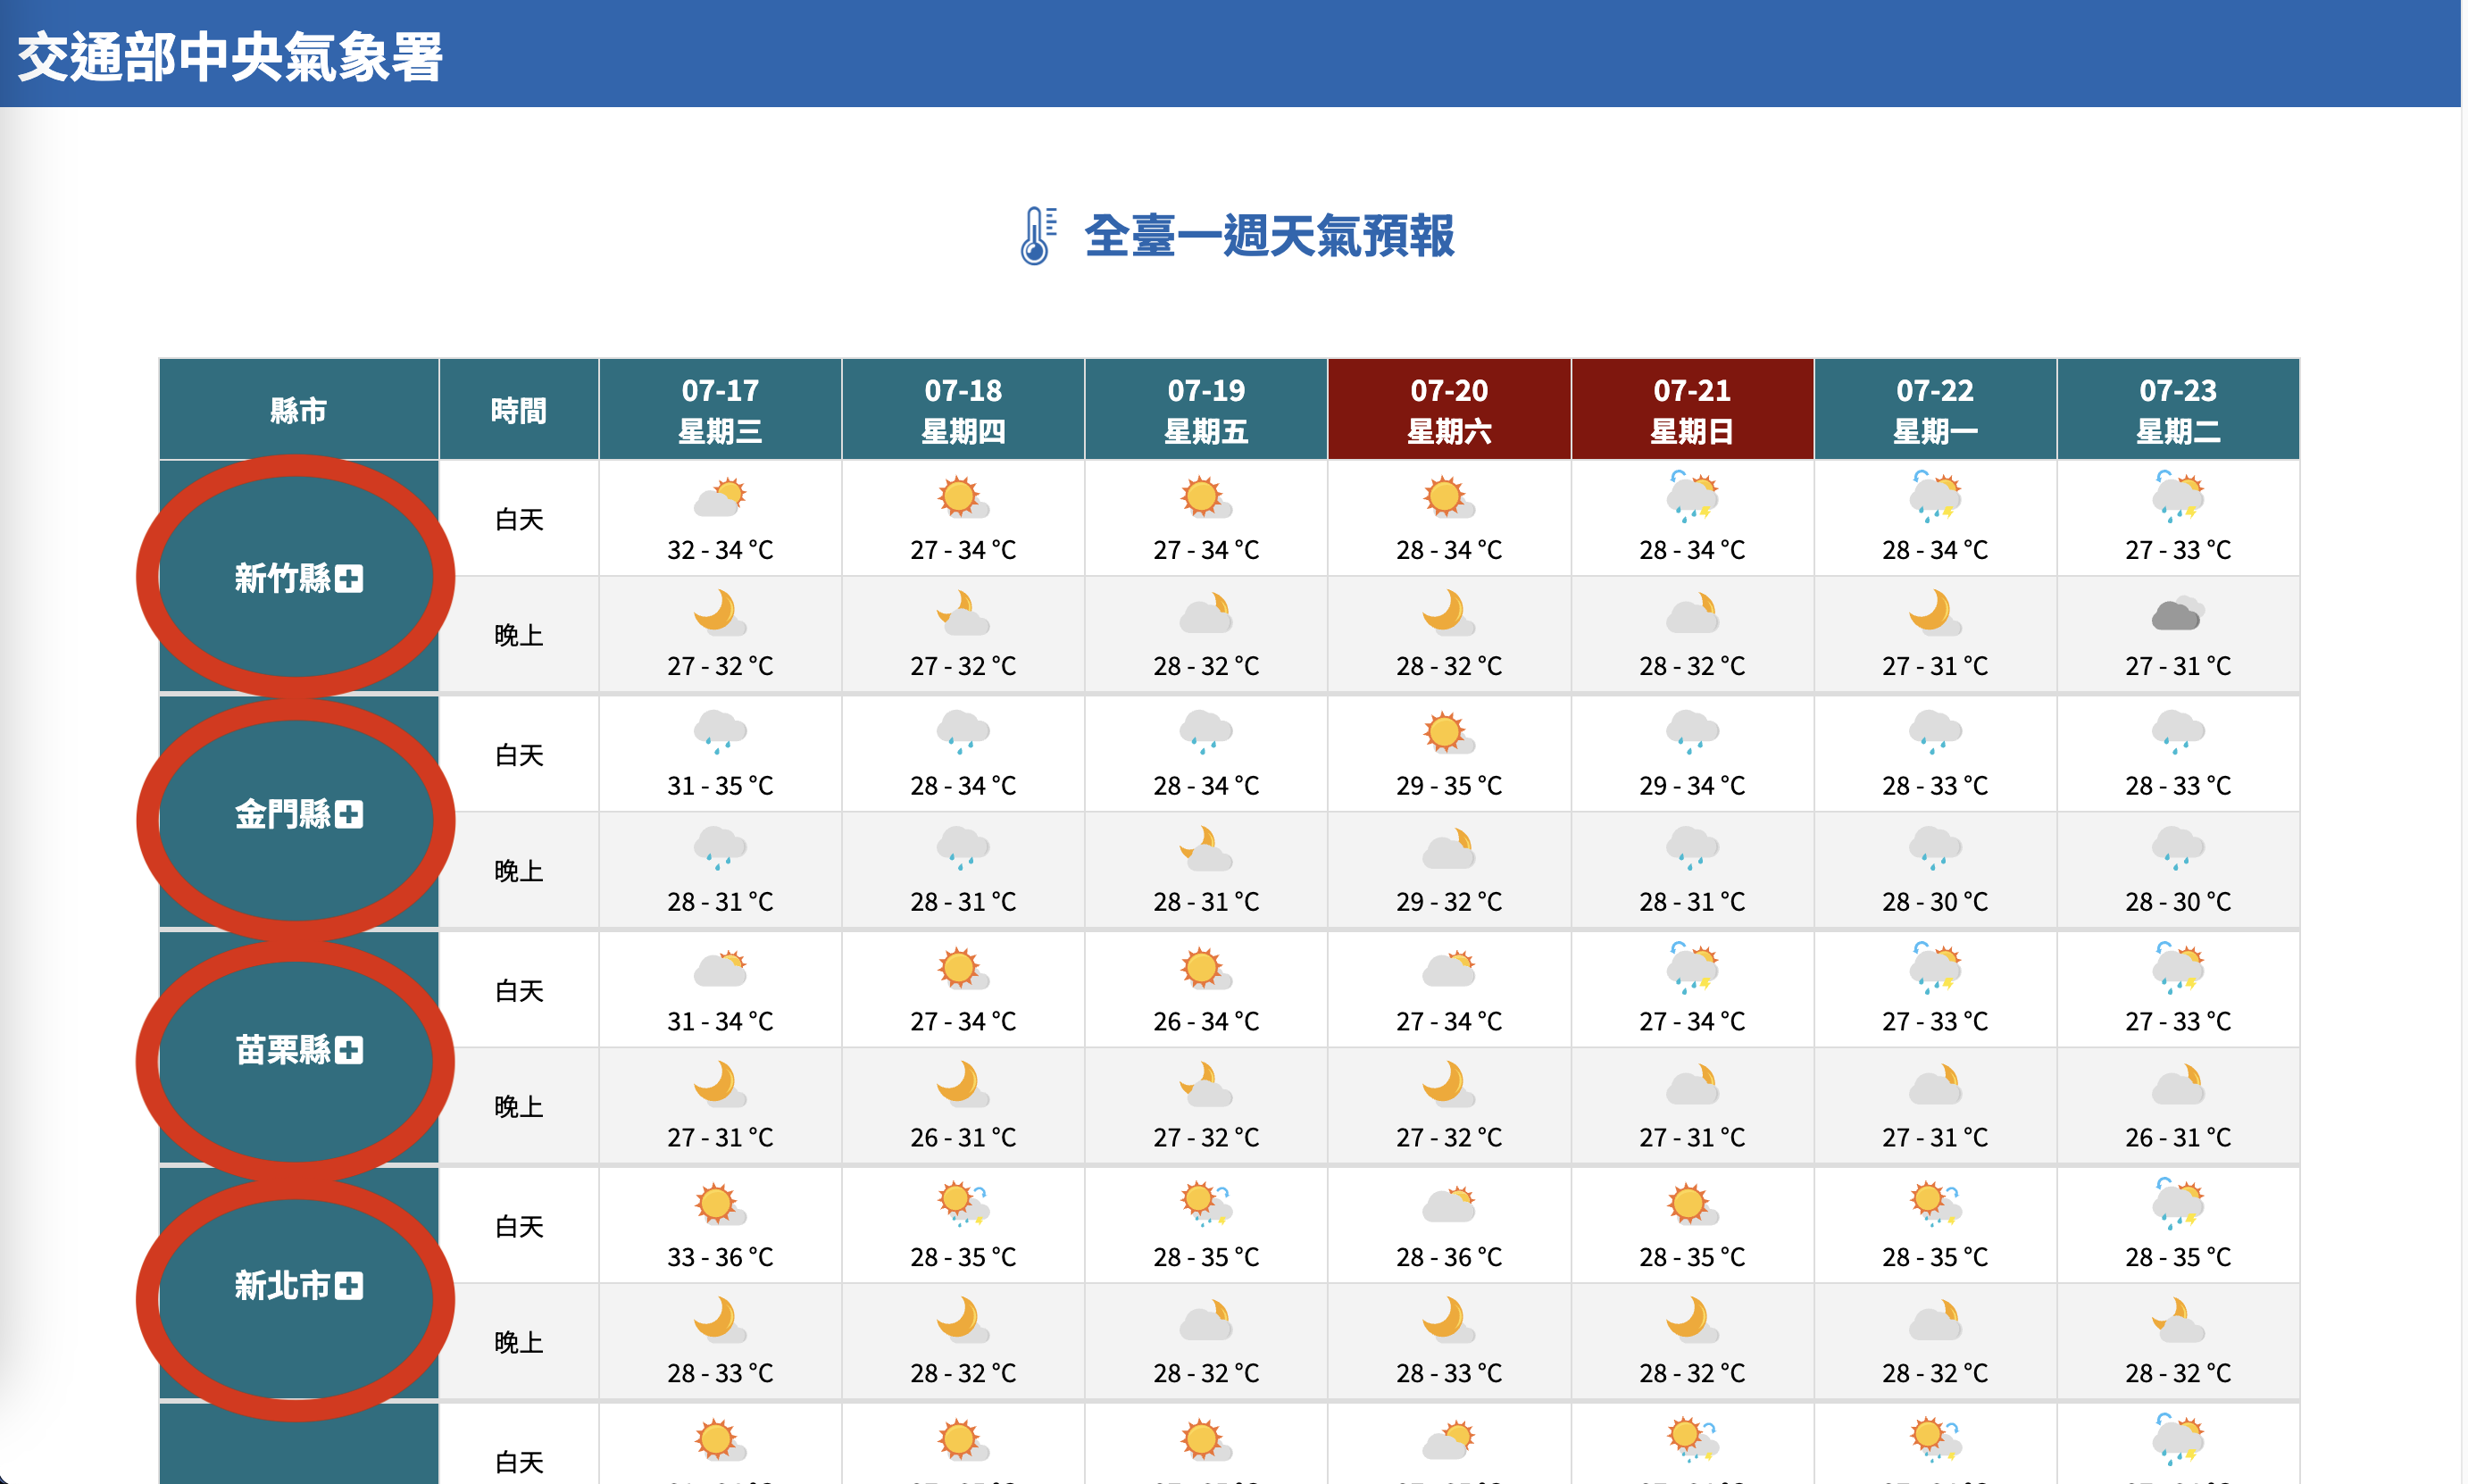 交通部中央氣象署
全臺一週天氣預報
縣市 時間 07-17 星期三 07-18 星期四 07-19 星期五 07-20 星期六 07-21 星期日 07-22 星期一 07-23 星期二
新竹縣
白天 32 - 34 °C 27 - 34 °C 27 - 34 °C 28 - 34 °C 28 - 34 °C 28 - 34 °C 27 - 33 °C
晚上 27 - 32 °C 27 - 32 °C 28 - 32 °C 28 - 32 °C 28 - 32 °C 27 - 31 °C 27 - 31 °C
金門縣
白天 31 - 35 °C 28 - 34 °C 28 - 34 °C 29 - 35 °C 29 - 34 °C 28 - 33 °C 28 - 33 °C
晚上 28 - 31 °C 28 - 31 °C 28 - 31 °C 29 - 32 °C 28 - 31 °C 28 - 30 °C 28 - 30 °C
苗栗縣
白天 31 - 34 °C 27 - 34 °C 26 - 34 °C 27 - 34 °C 27 - 34 °C 27 - 33 °C 27 - 33 °C
晚上 27 - 31 °C 26 - 31 °C 27 - 32 °C 27 - 32 °C 27 - 31 °C 27 - 31 °C 26 - 31 °C
新北市
白天 33 - 36 °C 28 - 35 °C 28 - 35 °C 28 - 36 °C 28 - 35 °C 28 - 35 °C 28 - 35 °C
晚上 28 - 33 °C 28 - 32 °C 28 - 32 °C 28 - 33 °C 28 - 32 °C 28 - 32 °C 28 - 32 °C
白天